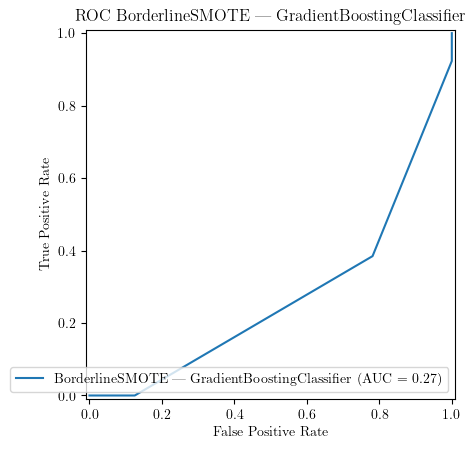 ROC BorderlineSMOTE — GradientBoostingClassifier
1.0
0.8
0.6
0.4
0.2
0.0
True Positive Rate
BorderlineSMOTE — GradientBoostingClassifier (AUC = 0.27)
0.0 0.2 0.4 0.6 0.8 1.0
False Positive Rate